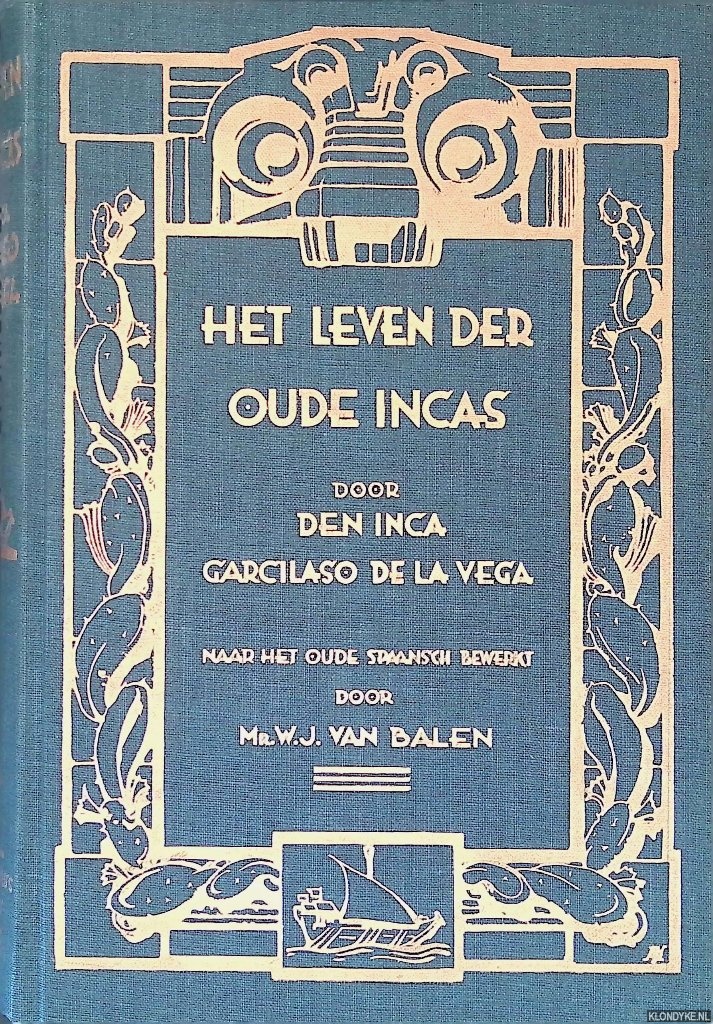 HET LEVEN DER
OUDE INCAS
DOOR
DEN INCA
GARCILASO DE LA VEGA
NAAR HET OUDE SPAANSCH BEWERKT
DOOR
MR. W. J. VAN BALEN
KLONDYKE.NL